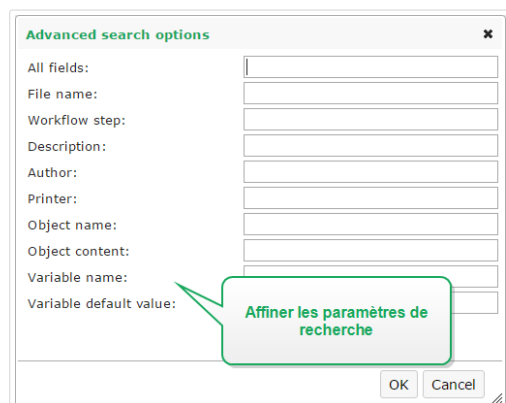 Advanced search options
All fields:
File name:
Workflow step:
Description:
Author:
Printer:
Object name:
Object content:
Variable name:
Variable default value:
Affiner les paramètres de
recherche
OK Cancel